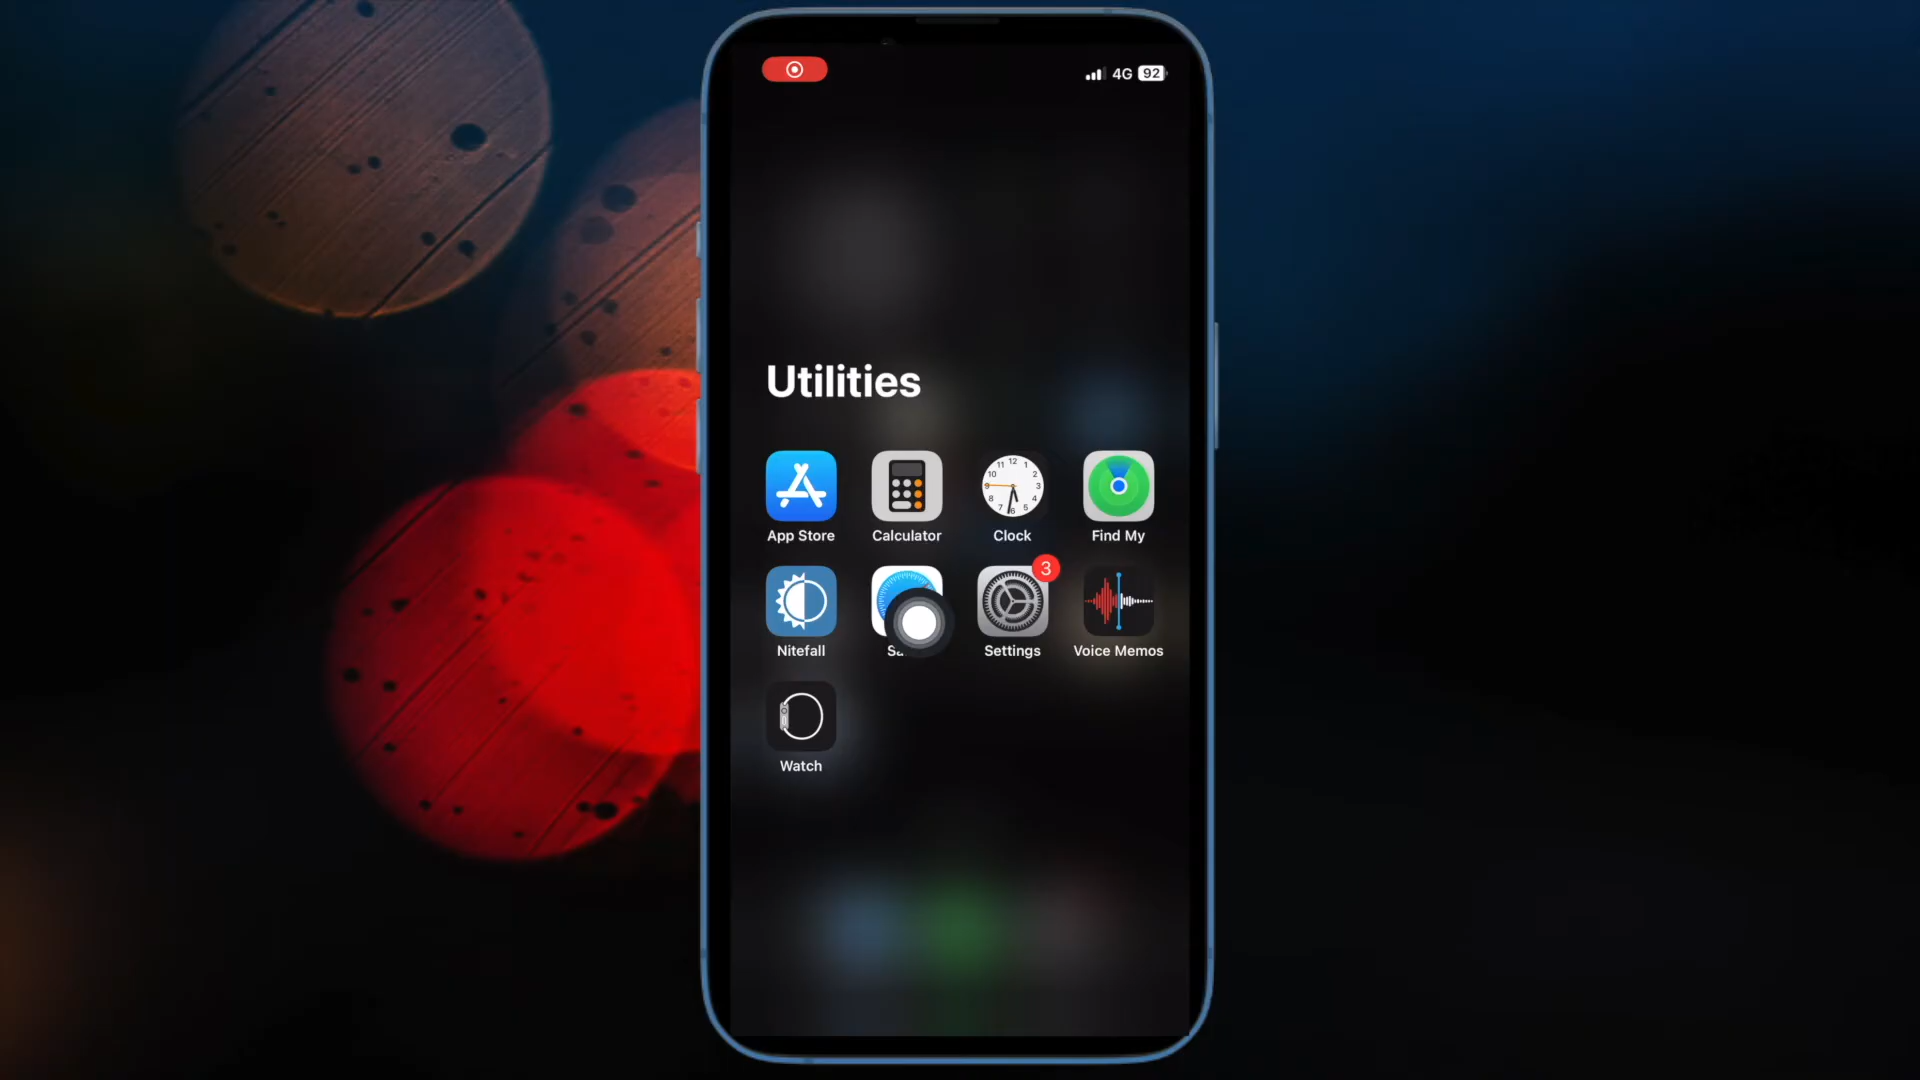 4G 92
Utilities
App Store Calculator Clock Find My
3
Nitefall Settings Voice Memos
Watch